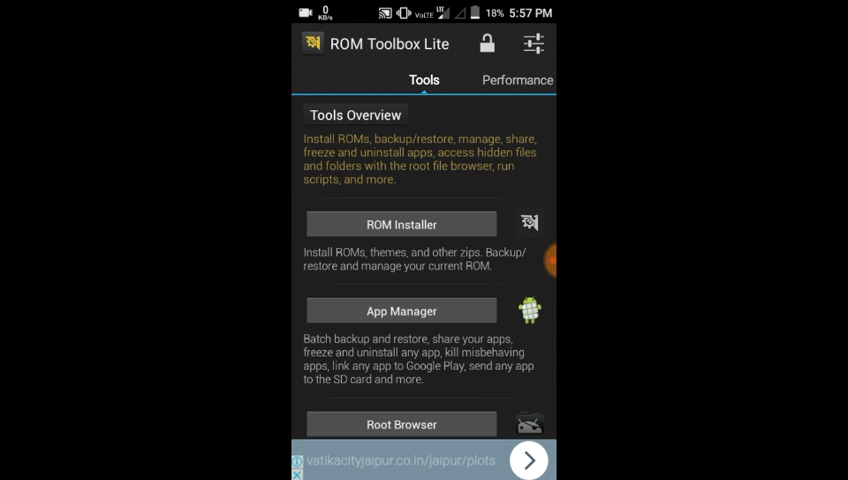 0
KB/s
VoLTE LTE 18% 5:57 PM
ROM Toolbox Lite
Tools Performance
Tools Overview
Install ROMs, backup/restore, manage, share,
freeze and uninstall apps, access hidden files
and folders with the root file browser, run
scripts, and more.
ROM Installer
Install ROMs, themes, and other zips. Backup/
restore and manage your current ROM.
App Manager
Batch backup and restore, share your apps,
freeze and uninstall any app, kill misbehaving
apps, link any app to Google Play, send any app
to the SD card and more.
Root Browser
vatikacityjaipur.co.in/jaipur/plots